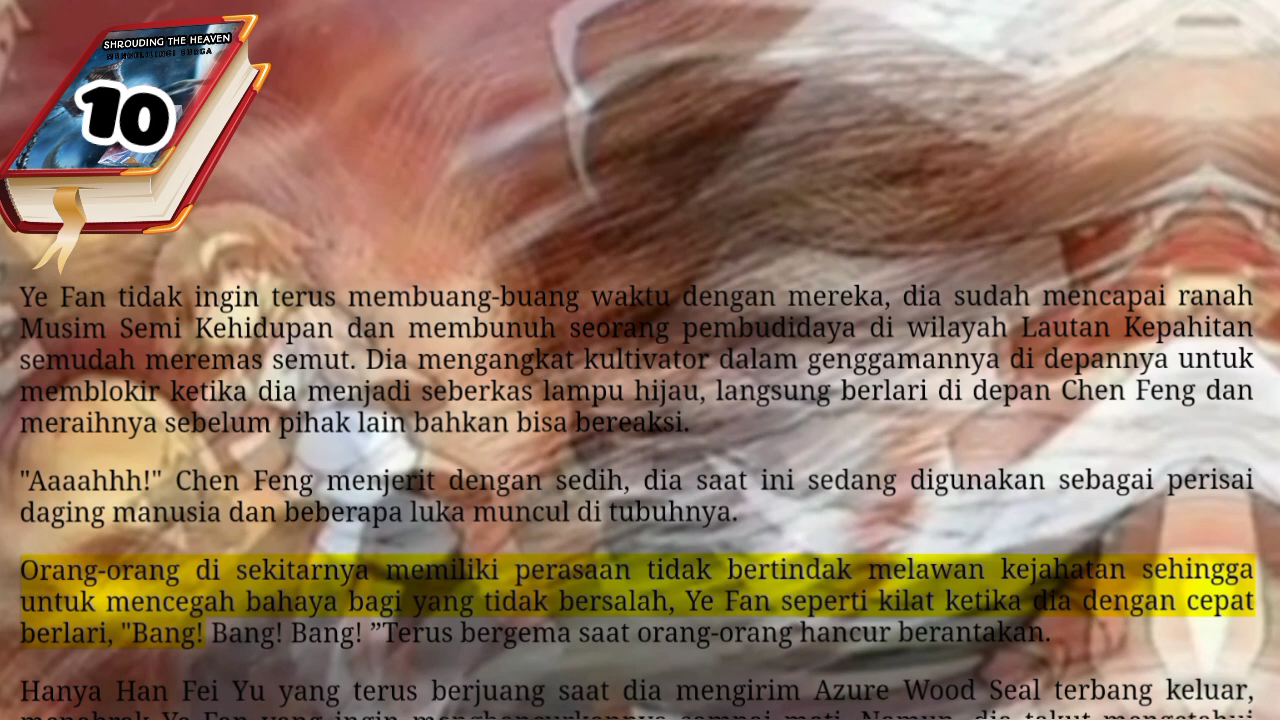 SHROUDING THE HEAVEN
10
Ye Fan tidak ingin terus membuang-buang waktu dengan mereka, dia sudah mencapai ranah
Musim Semi Kehidupan dan membunuh seorang pembudidaya di wilayah Lautan Kepahitan
semudah meremas semut. Dia mengangkat kultivator dalam genggamannya di depannya untuk
memblokir ketika dia menjadi seberkas lampu hijau, langsung berlari di depan Chen Feng dan
meraihnya sebelum pihak lain bahkan bisa bereaksi.
"Aaaahhh!" Chen Feng menjerit dengan sedih, dia saat ini sedang digunakan sebagai perisai
daging manusia dan beberapa luka muncul di tubuhnya.
Orang-orang di sekitarnya memiliki perasaan tidak bertindak melawan kejahatan sehingga
untuk mencegah bahaya bagi yang tidak bersalah, Ye Fan seperti kilat ketika dia dengan cepat
berlari, "Bang! Bang! Bang! ”Terus bergema saat orang-orang hancur berantakan.
Hanya Han Fei Yu yang terus berjuang saat dia mengirim Azure Wood Seal terbang keluar,